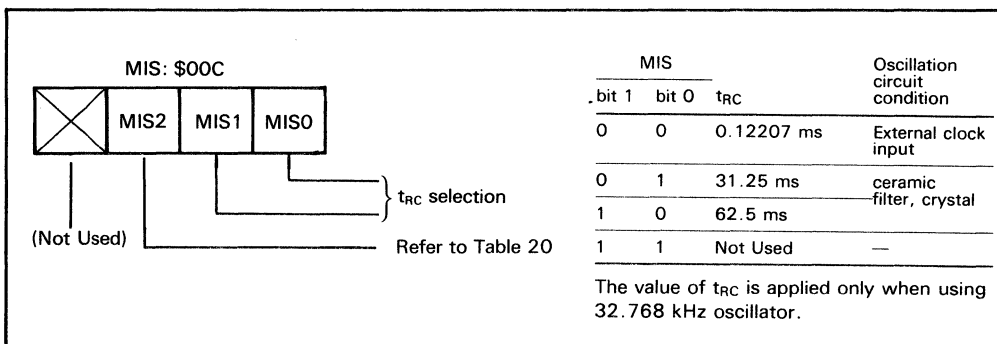 MIS: $00C
MIS2 MIS1 MIS0
t_RC selection
(Not Used)
Refer to Table 20
MIS
Oscillation
circuit
condition
bit 1 bit 0 t_RC
0 0 0.12207 ms External clock
input
0 1 31.25 ms ceramic
filter, crystal
1 0 62.5 ms
1 1 Not Used —
The value of t_RC is applied only when using
32.768 kHz oscillator.